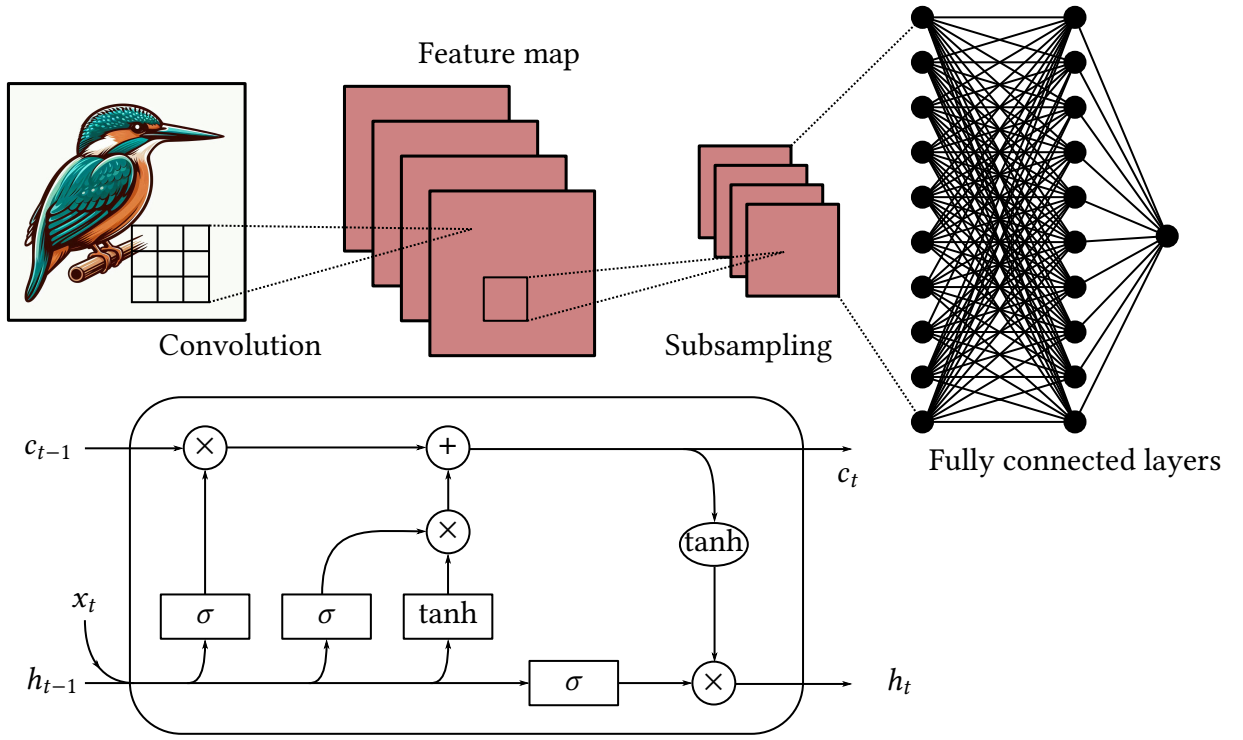 Feature map
Convolution
Subsampling
Fully connected layers
c_{t−1}
×
+
c_t
×
tanh
x_t
σ
σ
tanh
h_{t−1}
σ
×
h_t